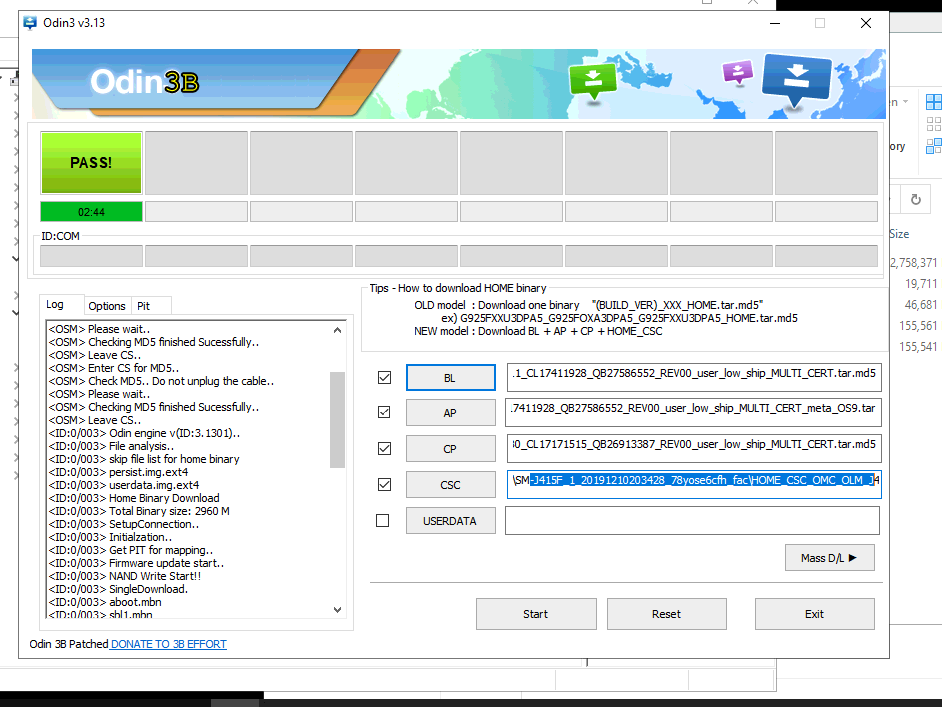 Odin3 v3.13
Odin3B
PASS!
02:44
ID:COM
Log
Options
Pit
<OSM> Please wait..
<OSM> Checking MD5 finished Sucessfully..
<OSM> Leave CS..
<OSM> Enter CS for MD5..
<OSM> Check MD5.. Do not unplug the cable..
<OSM> Please wait..
<OSM> Checking MD5 finished Sucessfully..
<OSM> Leave CS..
<ID:0/003> Odin engine v(ID:3.1301)..
<ID:0/003> File analysis..
<ID:0/003> skip file list for home binary
<ID:0/003> persist.img.ext4
<ID:0/003> userdata.img.ext4
<ID:0/003> Home Binary Download
<ID:0/003> Total Binary size: 2960 M
<ID:0/003> SetupConnection..
<ID:0/003> Initialzation..
<ID:0/003> Get PIT for mapping..
<ID:0/003> Firmware update start..
<ID:0/003> NAND Write Start!!
<ID:0/003> SingleDownload.
<ID:0/003> aboot.mbn
<ID:0/003> sbl1.mbn
Tips - How to download HOME binary
OLD model : Download one binary "(BUILD_VER)_XXX_HOME.tar.md5"
ex) G925FXXU3DPA5_G925FOXA3DPA5_G925FXXU3DPA5_HOME.tar.md5
NEW model : Download BL + AP + CP + HOME_CSC
BL
.1_CL17411928_QB27586552_REV00_user_low_ship_MULTI_CERT.tar.md5
AP
.7411928_QB27586552_REV00_user_low_ship_MULTI_CERT_meta_OS9.tar
CP
30_CL17171515_QB26913387_REV00_user_low_ship_MULTI_CERT.tar.md5
CSC
\SM-J415F_1_20191210203428_78yose6cfh_fac\HOME_CSC_OMC_OLM_J4
USERDATA
Mass D/L ▶
Start
Reset
Exit
Odin 3B Patched DONATE TO 3B EFFORT
Size
2,758,371
19,711
46,681
155,561
155,541